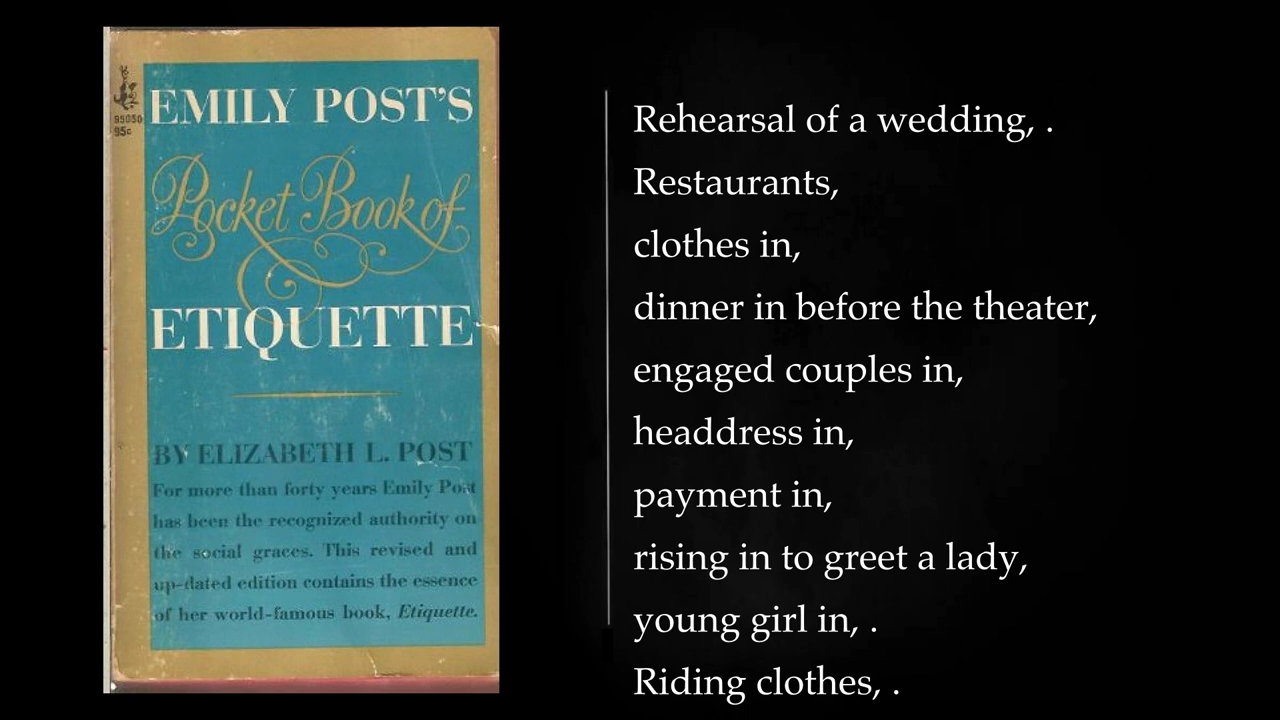 95050
95c
EMILY POST'S
Pocket Book of
ETIQUETTE
BY ELIZABETH L. POST
For more than forty years Emily Post
has been the recognized authority on
the social graces. This revised and
up-dated edition contains the essence
of her world-famous book, Etiquette.
Rehearsal of a wedding, .
Restaurants,
clothes in,
dinner in before the theater,
engaged couples in,
headdress in,
payment in,
rising in to greet a lady,
young girl in, .
Riding clothes, .